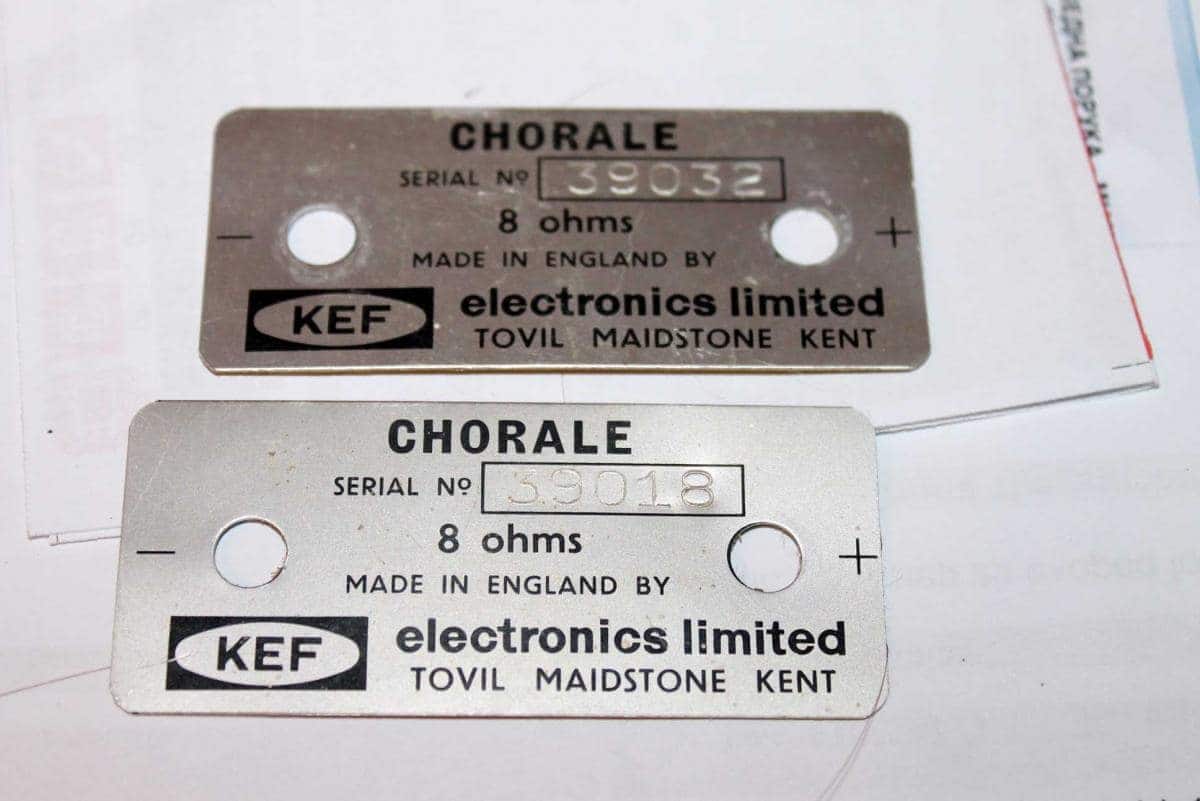 CHORALE
SERIAL Nº 39032
8 ohms
− +
MADE IN ENGLAND BY
KEF electronics limited
TOVIL MAIDSTONE KENT
CHORALE
SERIAL Nº 39018
8 ohms
− +
MADE IN ENGLAND BY
KEF electronics limited
TOVIL MAIDSTONE KENT
ПОРУКА